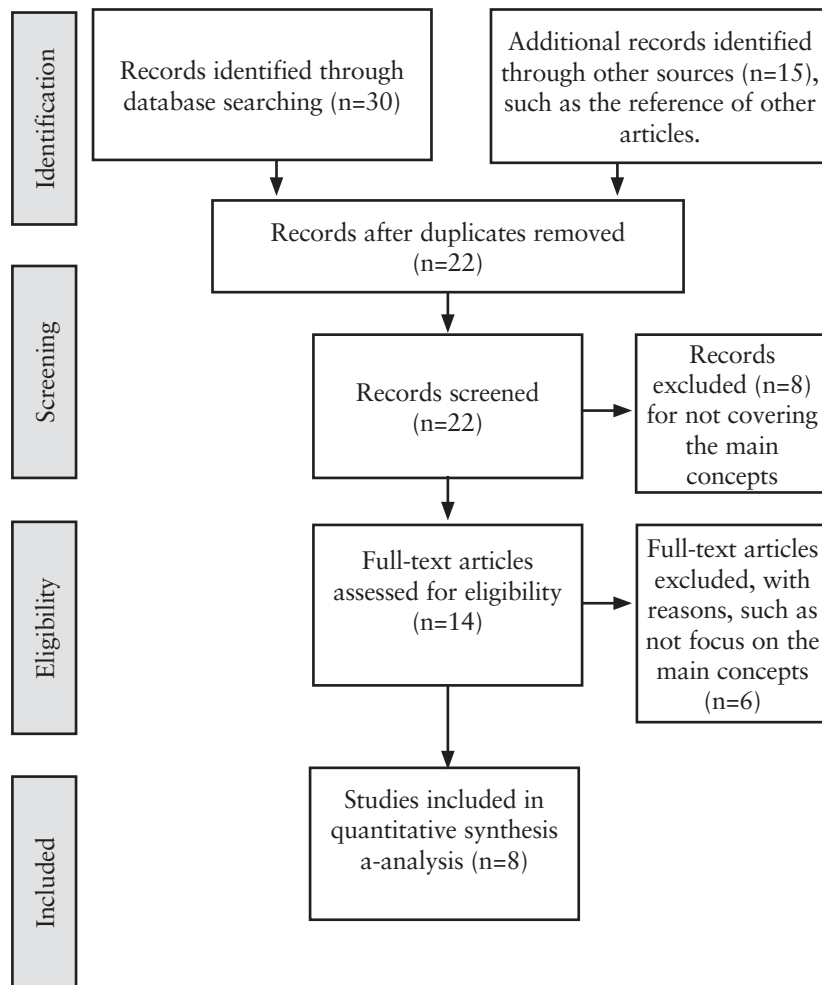 Identification
Records identified through
database searching (n=30)
Additional records identified
through other sources (n=15),
such as the reference of other
articles.
Records after duplicates removed
(n=22)
Screening
Records screened
(n=22)
Records
excluded (n=8)
for not covering
the main
concepts
Eligibility
Full-text articles
assessed for eligibility
(n=14)
Full-text articles
excluded, with
reasons, such as
not focus on the
main concepts
(n=6)
Included
Studies included in
quantitative synthesis
a-analysis (n=8)